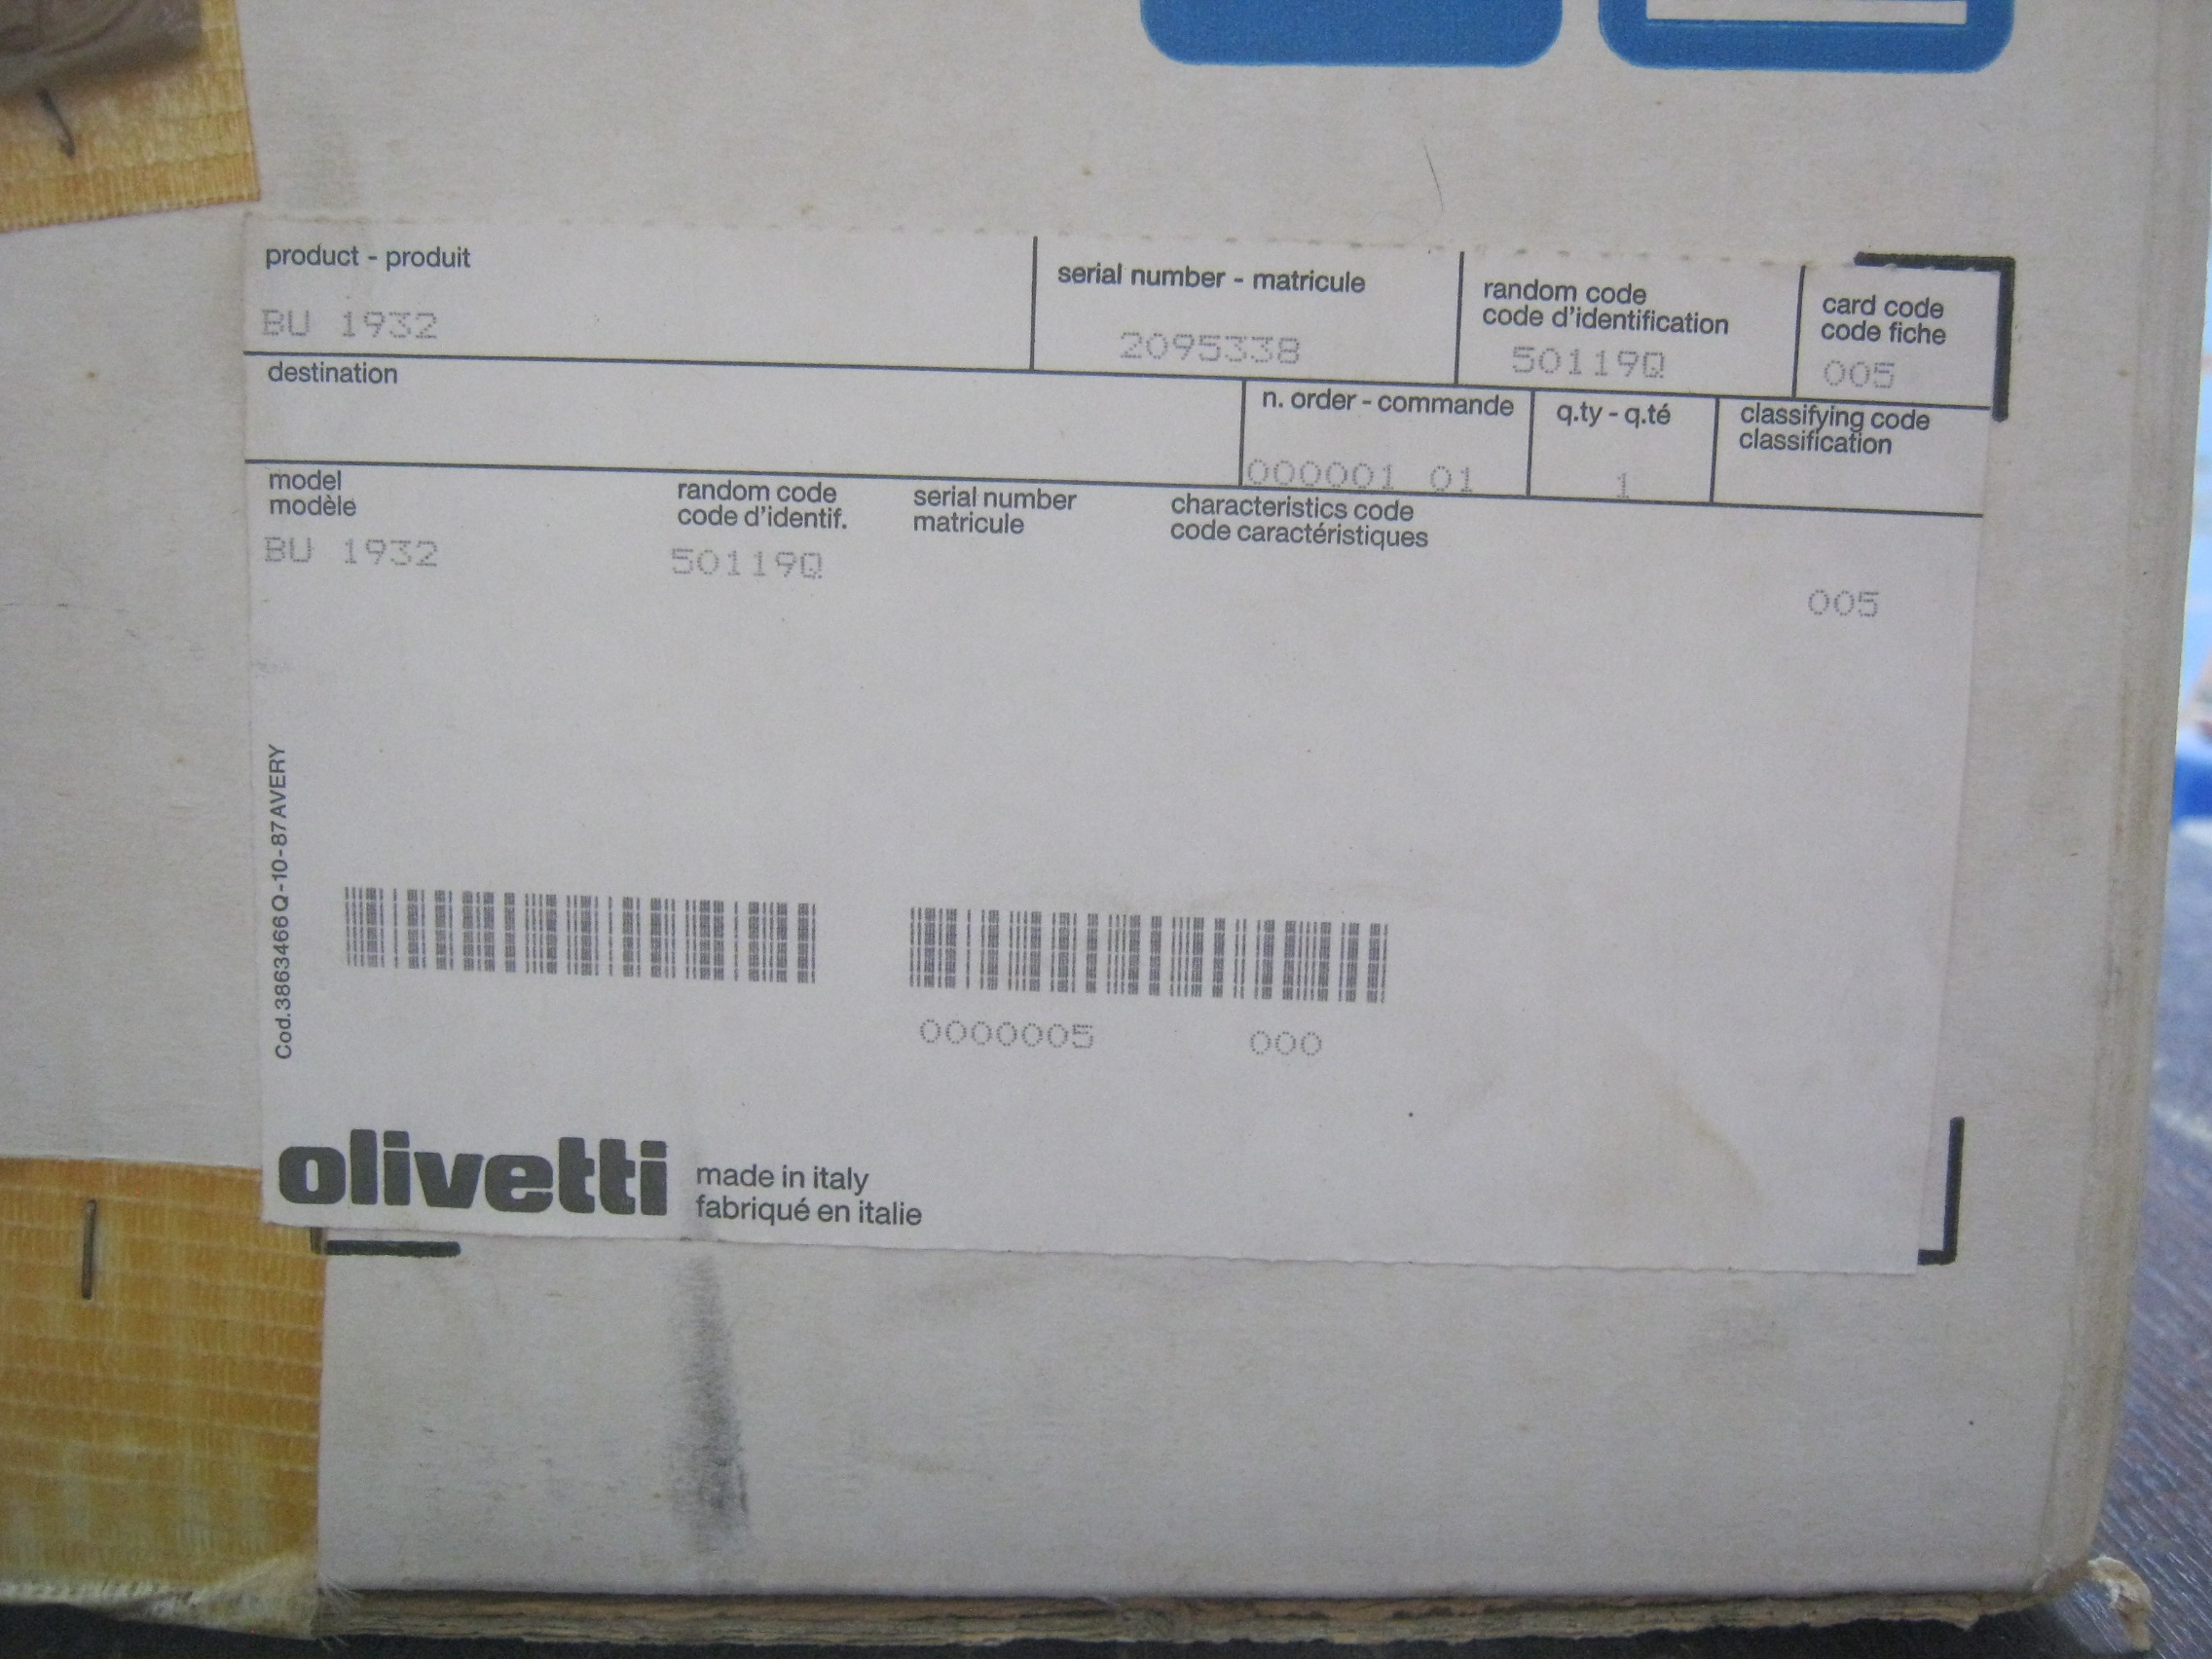 product - produit
BU 1932
serial number - matricule
2095338
random code
code d'identification
50119Q
card code
code fiche
005
destination
n. order - commande
000001 01
q.ty - q.té
1
classifying code
classification
model
modèle
BU 1932
random code
code d'identif.
50119Q
serial number
matricule
characteristics code
code caractéristiques
005
Cod.3863466Q-10-87 AVERY
0000005 000
olivetti
made in italy
fabriqué en italie